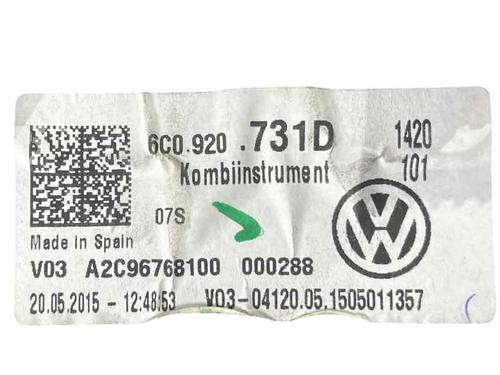 6C0.920 .731D 1420
Kombiinstrument 101
07S
Made in Spain
V03 A2C96768100 000288
20.05.2015 - 12:48:53 V03-04120.05.1505011357